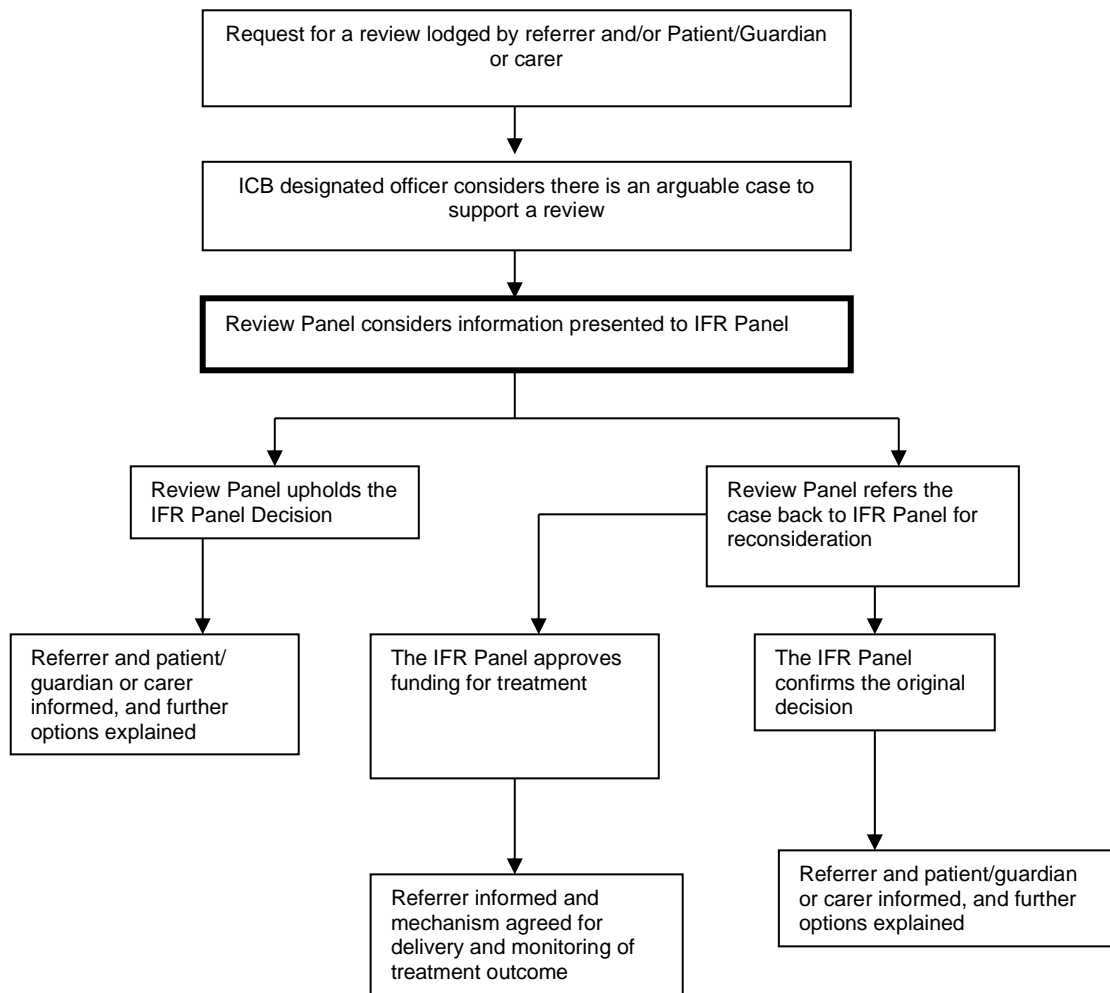 Request for a review lodged by referrer and/or Patient/Guardian
or carer
ICB designated officer considers there is an arguable case to
support a review
Review Panel considers information presented to IFR Panel
Review Panel upholds the
IFR Panel Decision
Review Panel refers the
case back to IFR Panel for
reconsideration
Referrer and patient/
guardian or carer
informed, and further
options explained
The IFR Panel approves
funding for treatment
The IFR Panel
confirms the original
decision
Referrer informed and
mechanism agreed for
delivery and monitoring of
treatment outcome
Referrer and patient/guardian
or carer informed, and further
options explained